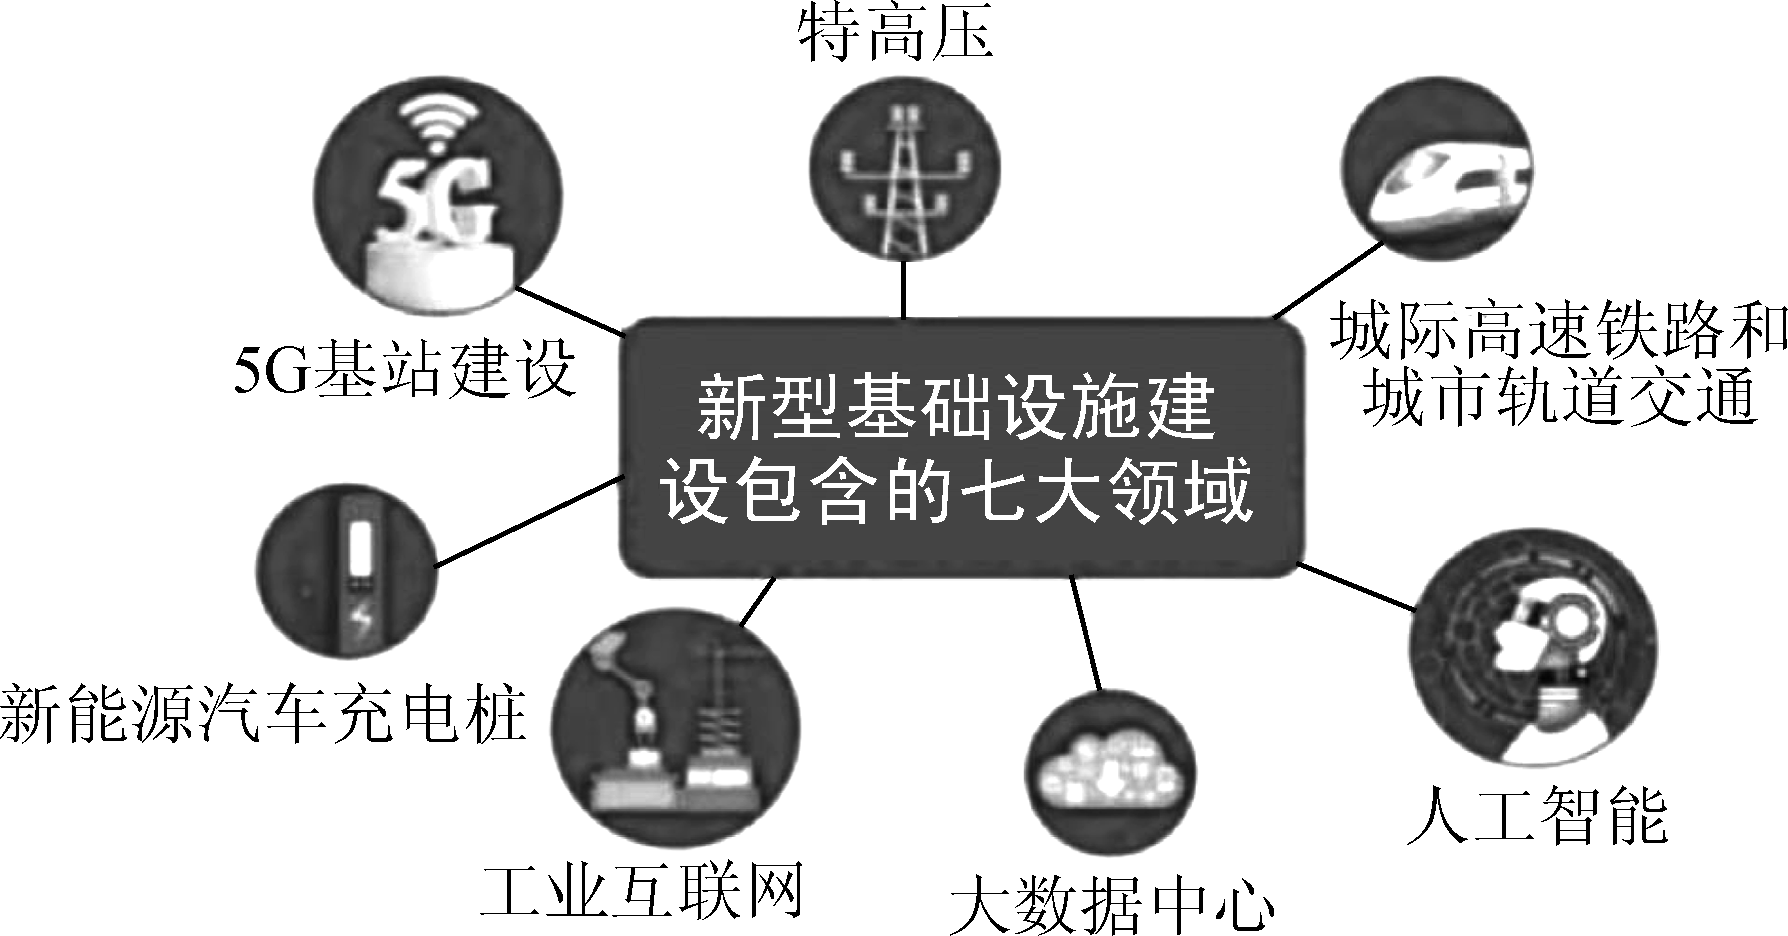 特高压
5G基站建设
城际高速铁路和
城市轨道交通
新型基础设施建
设包含的七大领域
新能源汽车充电桩
工业互联网
大数据中心
人工智能
5G